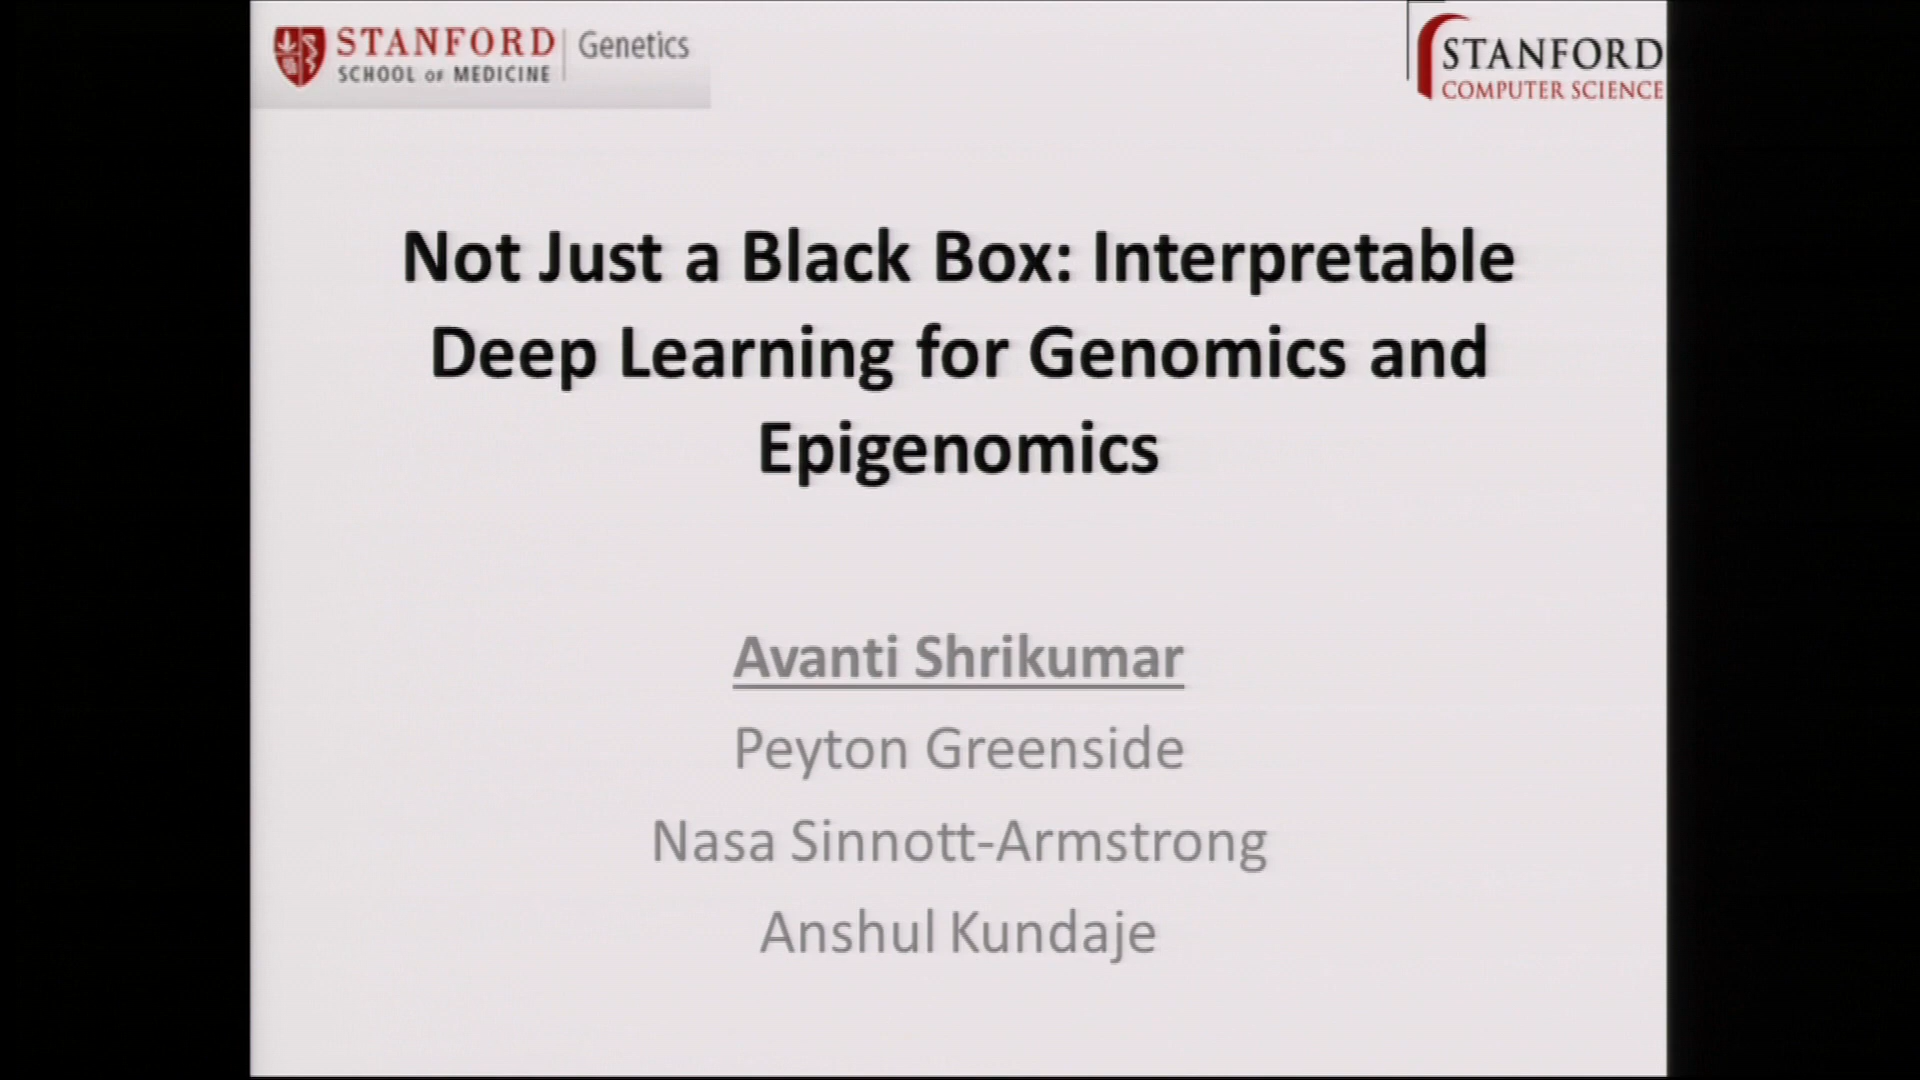 STANFORD
SCHOOL OF MEDICINE
Genetics
STANFORD
COMPUTER SCIENCE
Not Just a Black Box: Interpretable
Deep Learning for Genomics and
Epigenomics
Avanti Shrikumar
Peyton Greenside
Nasa Sinnott-Armstrong
Anshul Kundaje